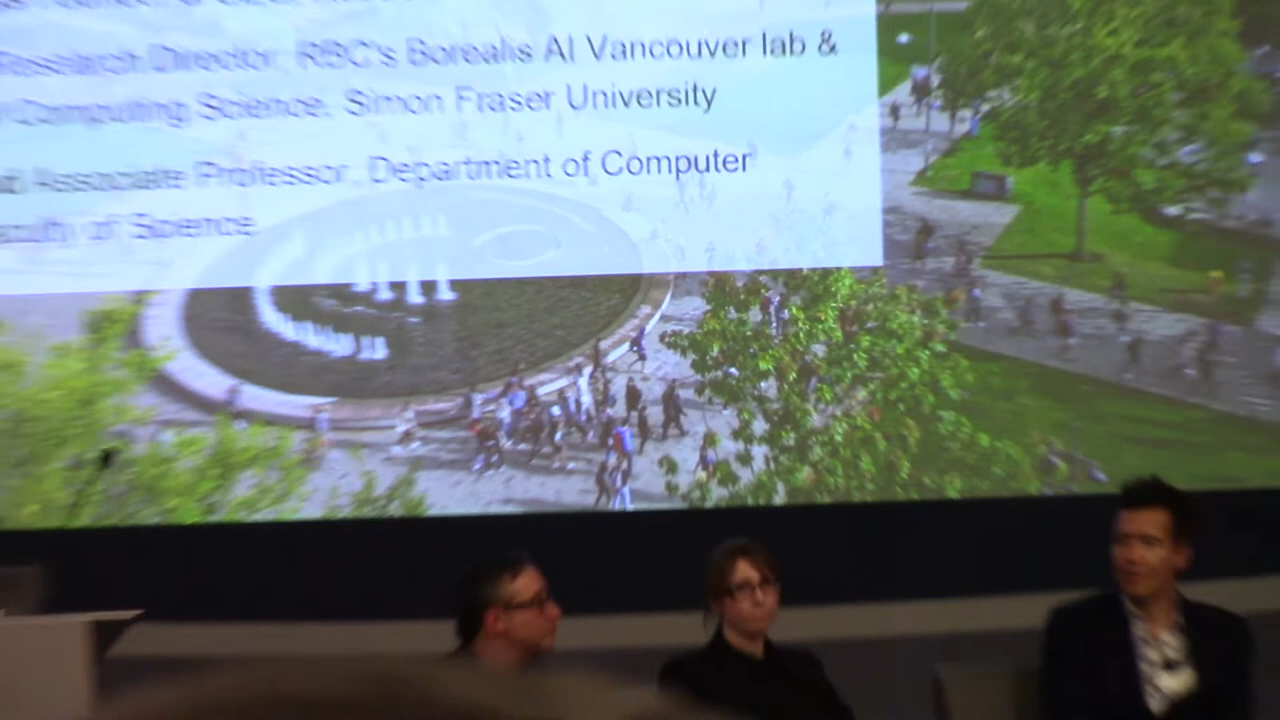 Research Director, RBC's Borealis AI Vancouver lab &
Computing Science, Simon Fraser University
Associate Professor, Department of Computer
of Science